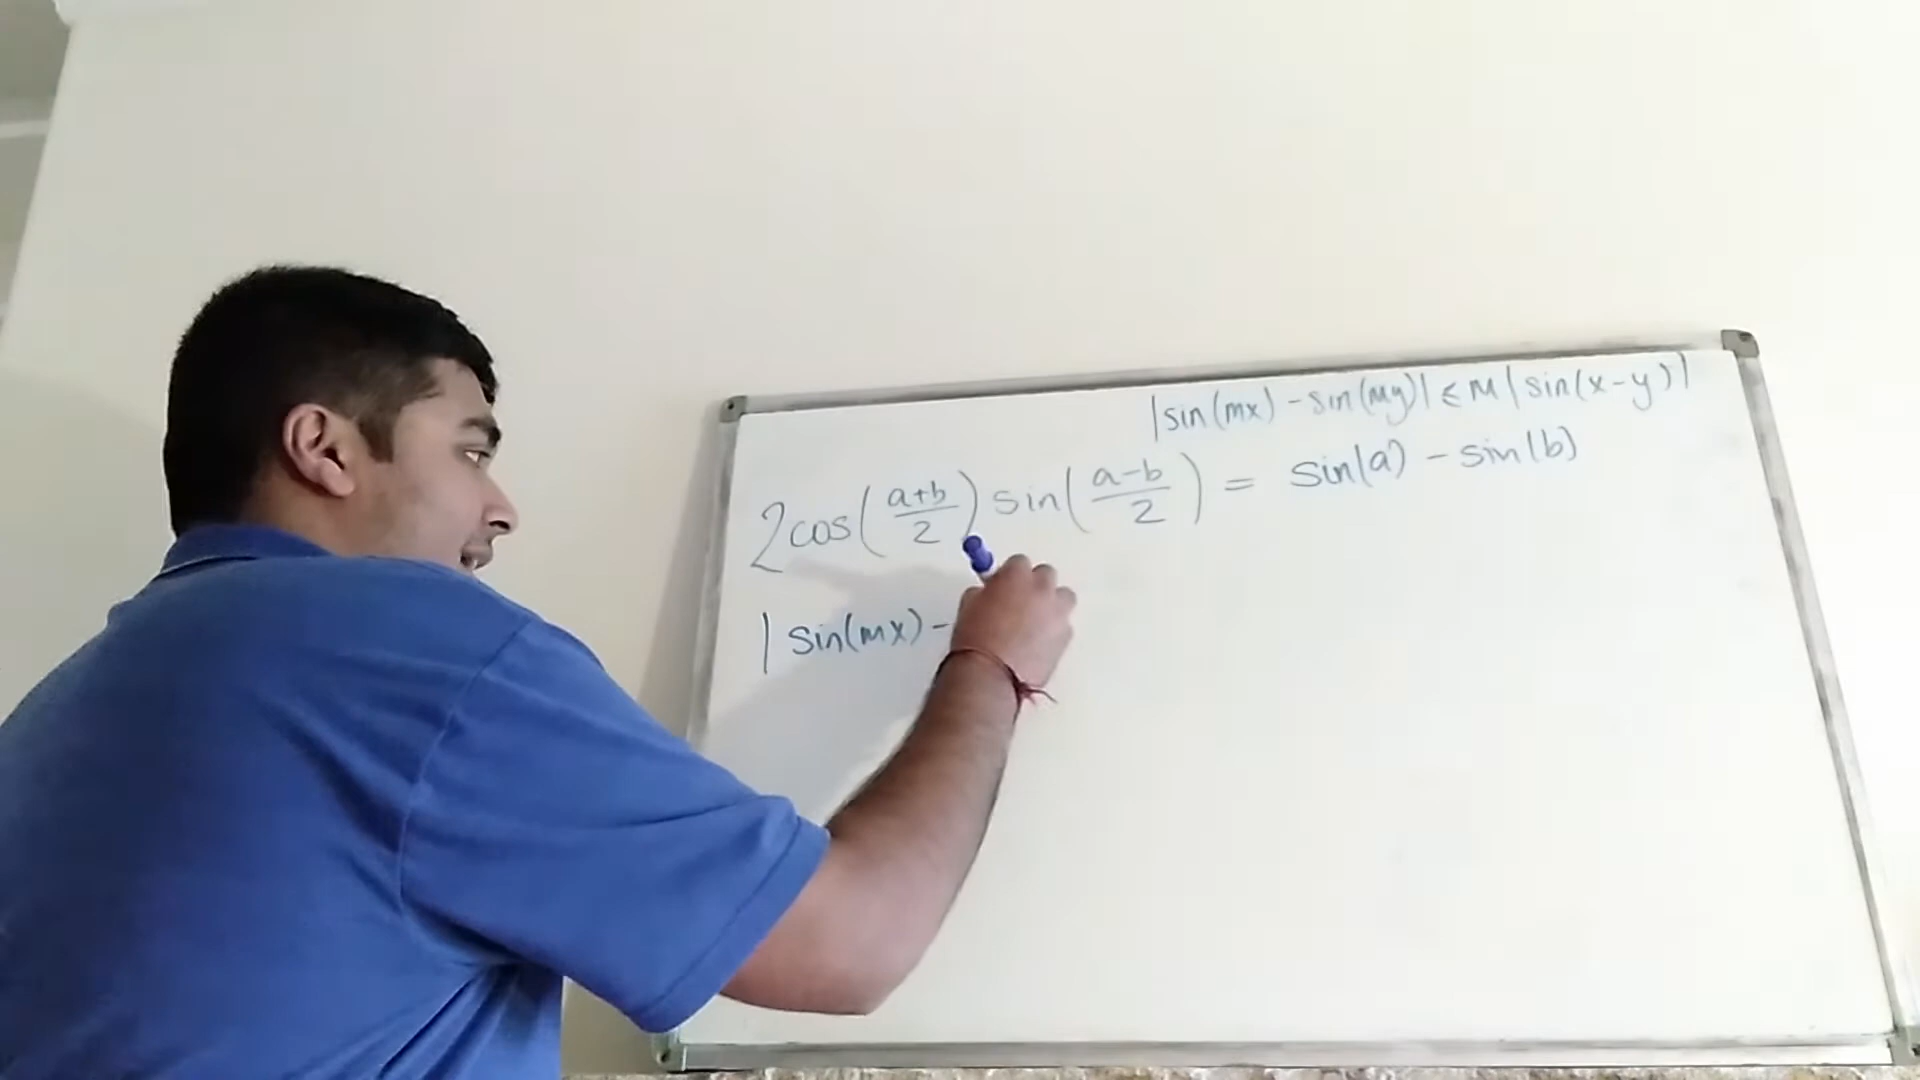 |sin(mx) - sin(my)| ≤ M |sin(x-y)|
2cos((a+b)/2) sin((a-b)/2) = sin(a) - sin(b)
| sin(mx) -